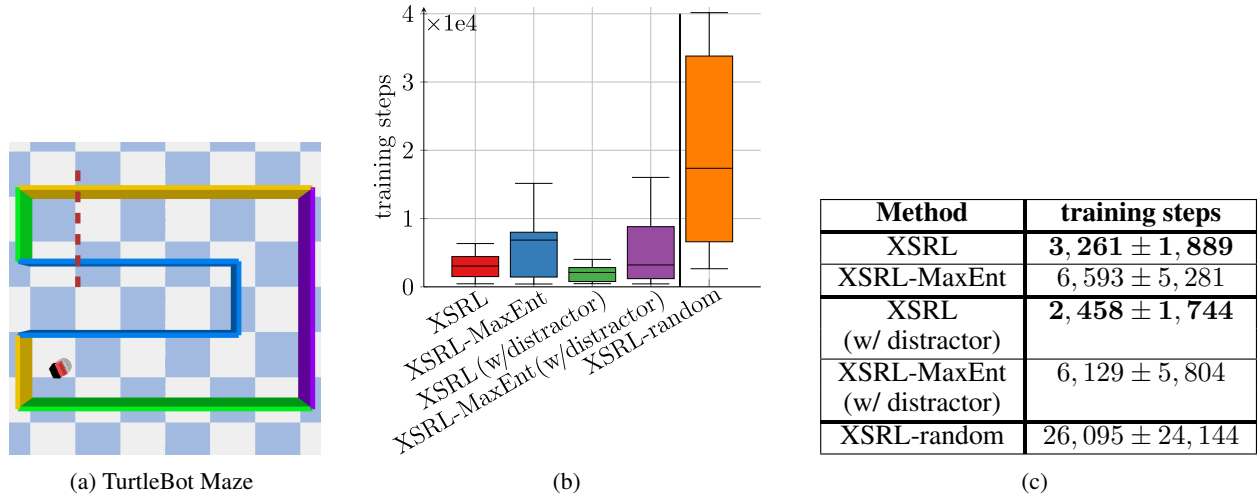 4
×1e4
3
2
1
0
training steps
XSRL
XSRL-MaxEnt
XSRL (w/distractor)
XSRL-MaxEnt (w/distractor)
XSRL-random
Method training steps
XSRL 3, 261 ± 1, 889
XSRL-MaxEnt 6, 593 ± 5, 281
XSRL 2, 458 ± 1, 744
(w/ distractor)
XSRL-MaxEnt 6, 129 ± 5, 804
(w/ distractor)
XSRL-random 26, 095 ± 24, 144
(a) TurtleBot Maze
(b)
(c)